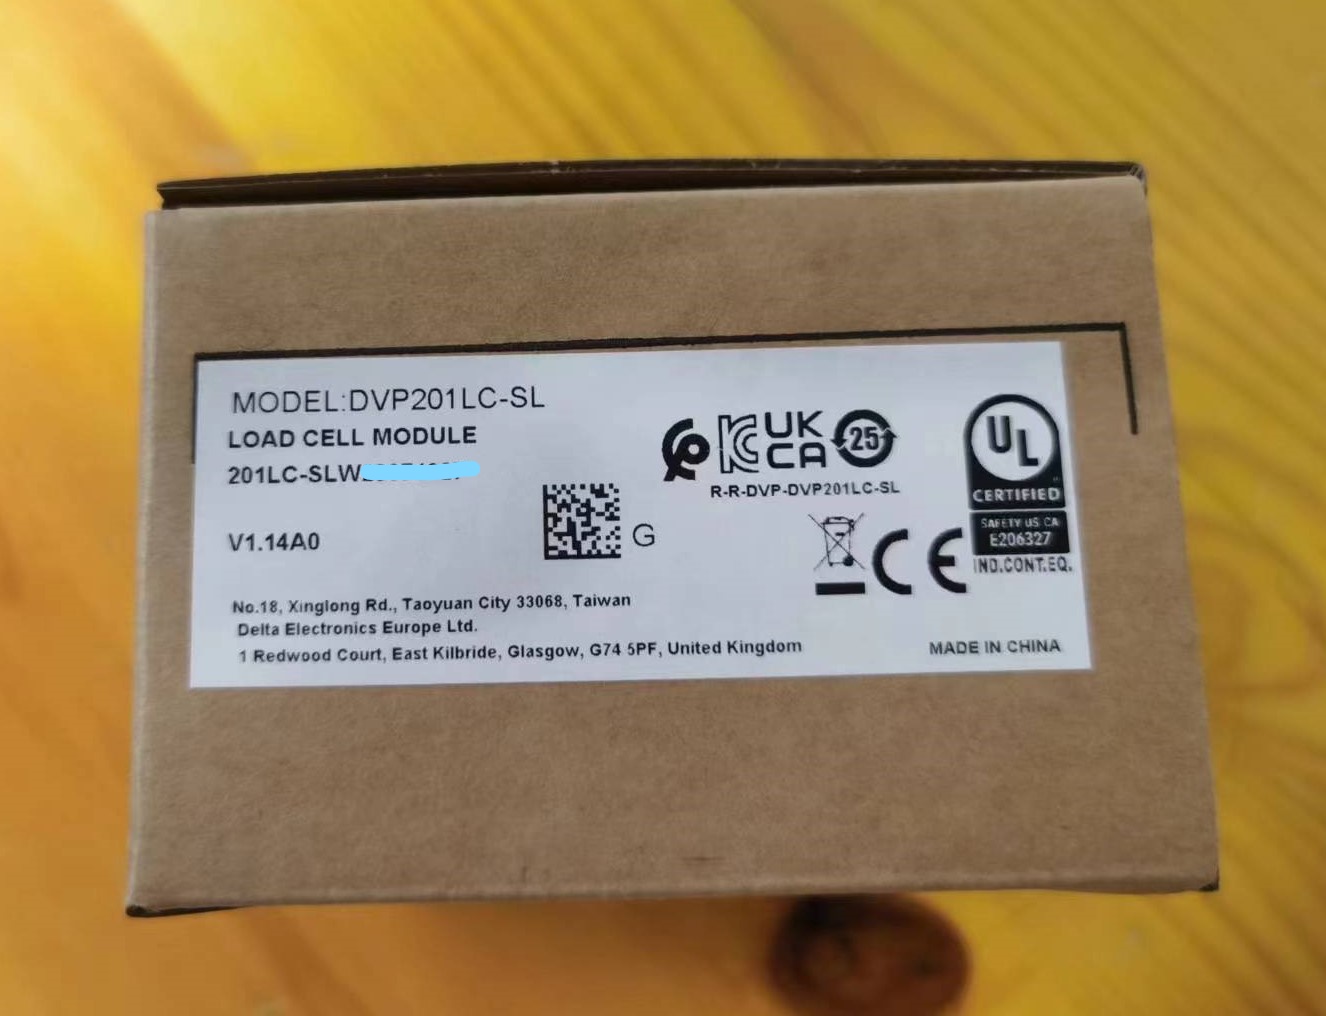 MODEL:DVP201LC-SL
LOAD CELL MODULE
201LC-SLW
V1.14A0
G
UK
CA
25
R-R-DVP-DVP201LC-SL
UL
CERTIFIED
SAFETY US CA
E206327
IND.CONT.EQ.
CE
No.18, Xinglong Rd., Taoyuan City 33068, Taiwan
Delta Electronics Europe Ltd.
1 Redwood Court, East Kilbride, Glasgow, G74 5PF, United Kingdom
MADE IN CHINA